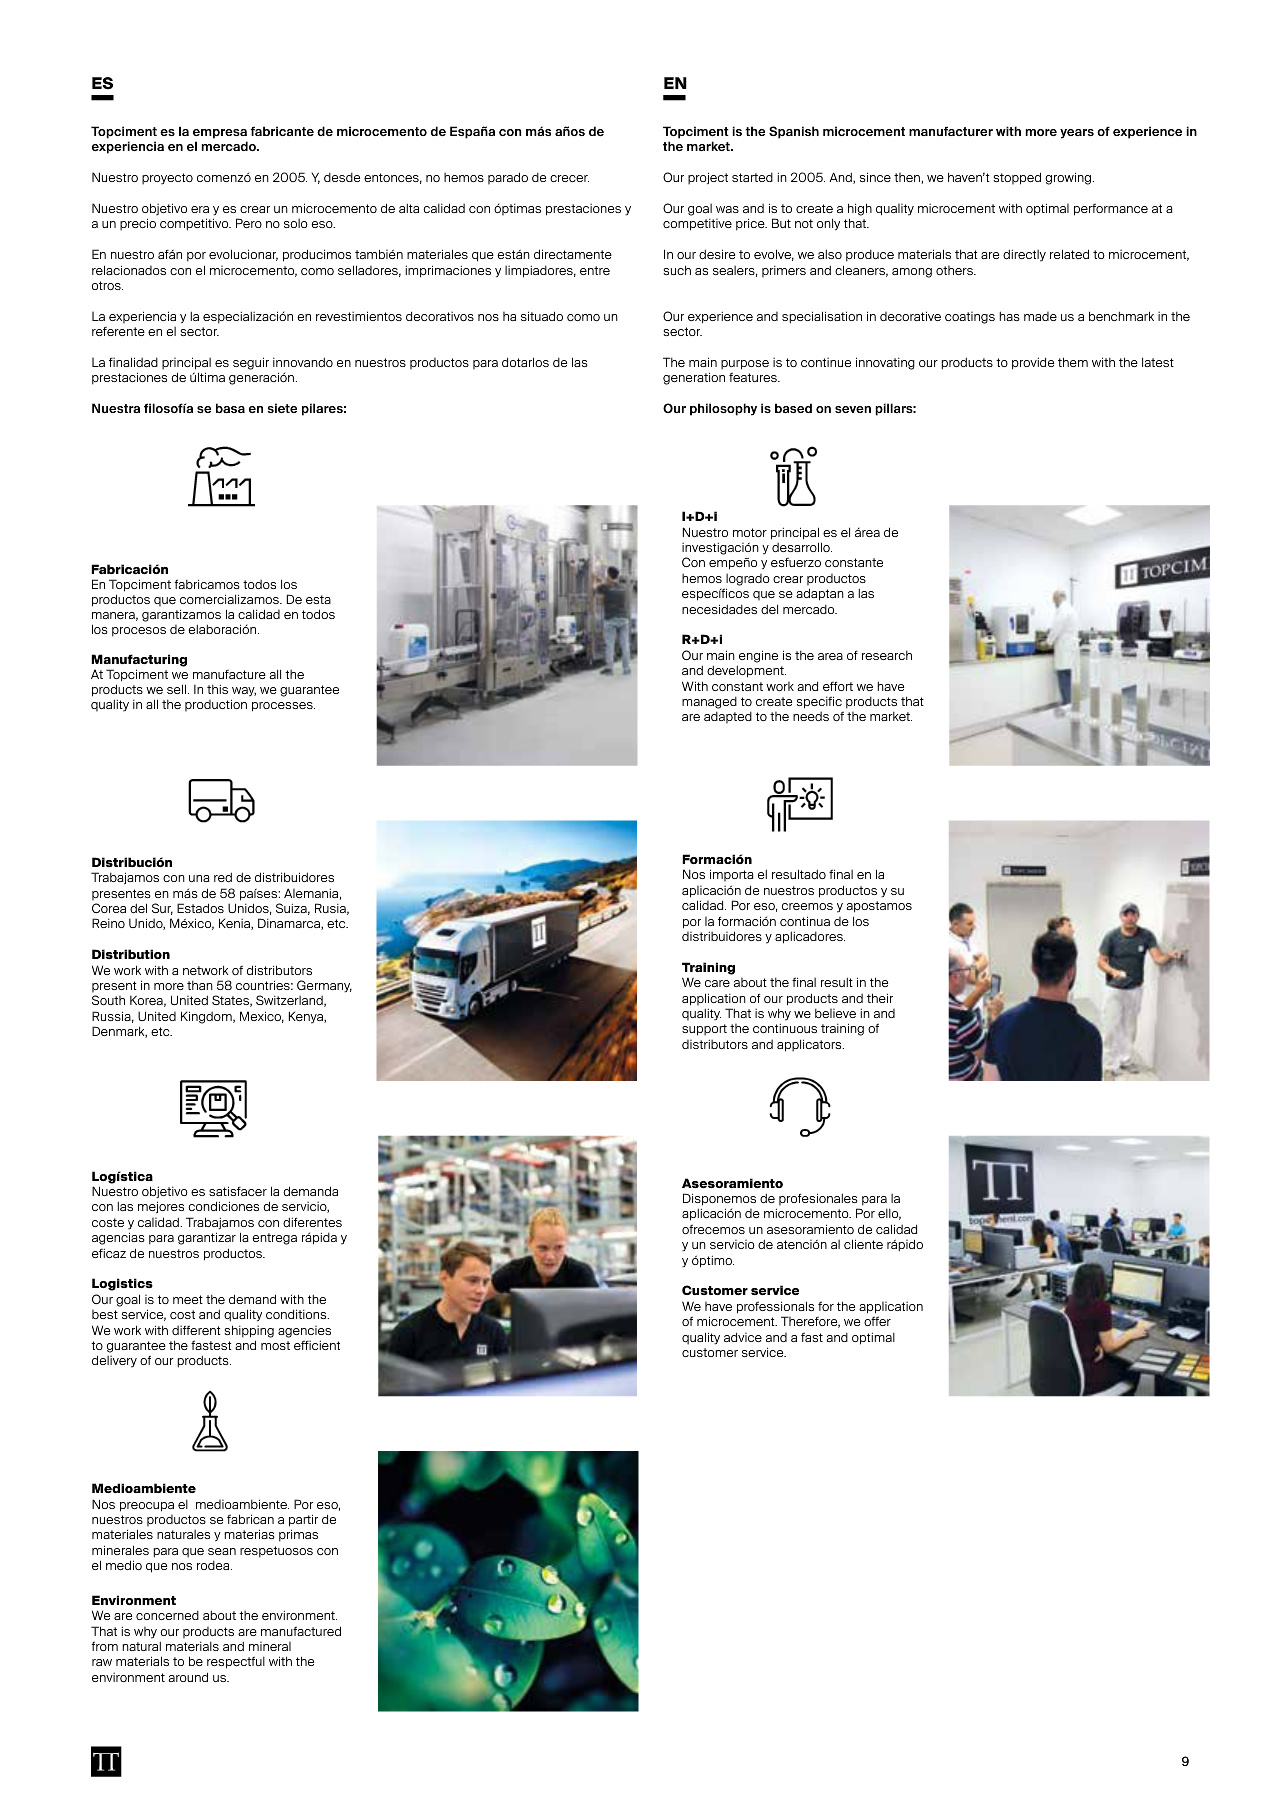 ES
Topciment es la empresa fabricante de microcemento de España con más años de
experiencia en el mercado.
Nuestro proyecto comenzó en 2005. Y, desde entonces, no hemos parado de crecer.
Nuestro objetivo era y es crear un microcemento de alta calidad con óptimas prestaciones y
a un precio competitivo. Pero no solo eso.
En nuestro afán por evolucionar, producimos también materiales que están directamente
relacionados con el microcemento, como selladores, imprimaciones y limpiadores, entre
otros.
La experiencia y la especialización en revestimientos decorativos nos ha situado como un
referente en el sector.
La finalidad principal es seguir innovando en nuestros productos para dotarlos de las
prestaciones de última generación.
Nuestra filosofía se basa en siete pilares:
EN
Topciment is the Spanish microcement manufacturer with more years of experience in
the market.
Our project started in 2005. And, since then, we haven't stopped growing.
Our goal was and is to create a high quality microcement with optimal performance at a
competitive price. But not only that.
In our desire to evolve, we also produce materials that are directly related to microcement,
such as sealers, primers and cleaners, among others.
Our experience and specialisation in decorative coatings has made us a benchmark in the
sector.
The main purpose is to continue innovating our products to provide them with the latest
generation features.
Our philosophy is based on seven pillars:
Fabricación
En Topciment fabricamos todos los
productos que comercializamos. De esta
manera, garantizamos la calidad en todos
los procesos de elaboración.
Manufacturing
At Topciment we manufacture all the
products we sell. In this way, we guarantee
quality in all the production processes.
I+D+i
Nuestro motor principal es el área de
investigación y desarrollo.
Con empeño y esfuerzo constante
hemos logrado crear productos
específicos que se adaptan a las
necesidades del mercado.
R+D+i
Our main engine is the area of research
and development.
With constant work and effort we have
managed to create specific products that
are adapted to the needs of the market.
TT TOPCIM
Distribución
Trabajamos con una red de distribuidores
presentes en más de 58 países: Alemania,
Corea del Sur, Estados Unidos, Suiza, Rusia,
Reino Unido, México, Kenia, Dinamarca, etc.
Distribution
We work with a network of distributors
present in more than 58 countries: Germany,
South Korea, United States, Switzerland,
Russia, United Kingdom, Mexico, Kenya,
Denmark, etc.
TT
Formación
Nos importa el resultado final en la
aplicación de nuestros productos y su
calidad. Por eso, creemos y apostamos
por la formación continua de los
distribuidores y aplicadores.
Training
We care about the final result in the
application of our products and their
quality. That is why we believe in and
support the continuous training of
distributors and applicators.
Logística
Nuestro objetivo es satisfacer la demanda
con las mejores condiciones de servicio,
coste y calidad. Trabajamos con diferentes
agencias para garantizar la entrega rápida y
eficaz de nuestros productos.
Logistics
Our goal is to meet the demand with the
best service, cost and quality conditions.
We work with different shipping agencies
to guarantee the fastest and most efficient
delivery of our products.
TT
Asesoramiento
Disponemos de profesionales para la
aplicación de microcemento. Por ello,
ofrecemos un asesoramiento de calidad
y un servicio de atención al cliente rápido
y óptimo.
Customer service
We have professionals for the application
of microcement. Therefore, we offer
quality advice and a fast and optimal
customer service.
TT
Medioambiente
Nos preocupa el medioambiente. Por eso,
nuestros productos se fabrican a partir de
materiales naturales y materias primas
minerales para que sean respetuosos con
el medio que nos rodea.
Environment
We are concerned about the environment.
That is why our products are manufactured
from natural materials and mineral
raw materials to be respectful with the
environment around us.
TT
9